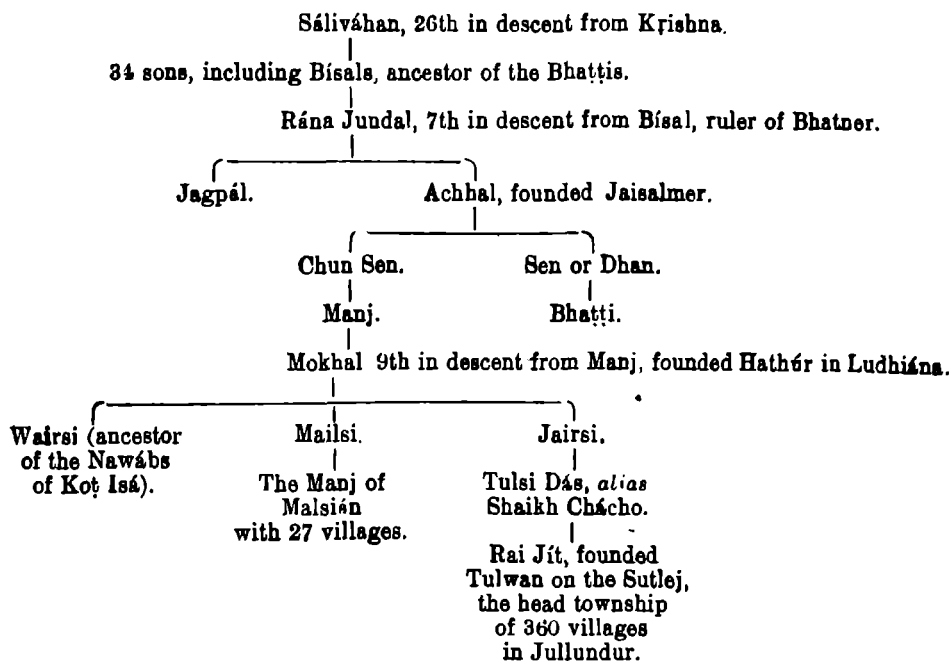 Sáliváhan, 26th in descent from Kṛishna.
34 sons, including Bísals, ancestor of the Bhaṭṭis.
Rána Jundal, 7th in descent from Bísal, ruler of Bhatner.
Jagpál. Achhal, founded Jaisalmer.
Chun Sen. Sen or Dhan.
Manj. Bhaṭṭi.
Mokhal 9th in descent from Manj, founded Hathúr in Ludhiána.
Wairsi (ancestor
of the Nawábs
of Koṭ Isá).
Mailsi.
The Manj of
Malsián
with 27 villages.
Jairsi.
Tulsi Dás, alias
Shaikh Chácho.
Rai Jít, founded
Tulwan on the Sutlej,
the head township
of 360 villages
in Jullundur.